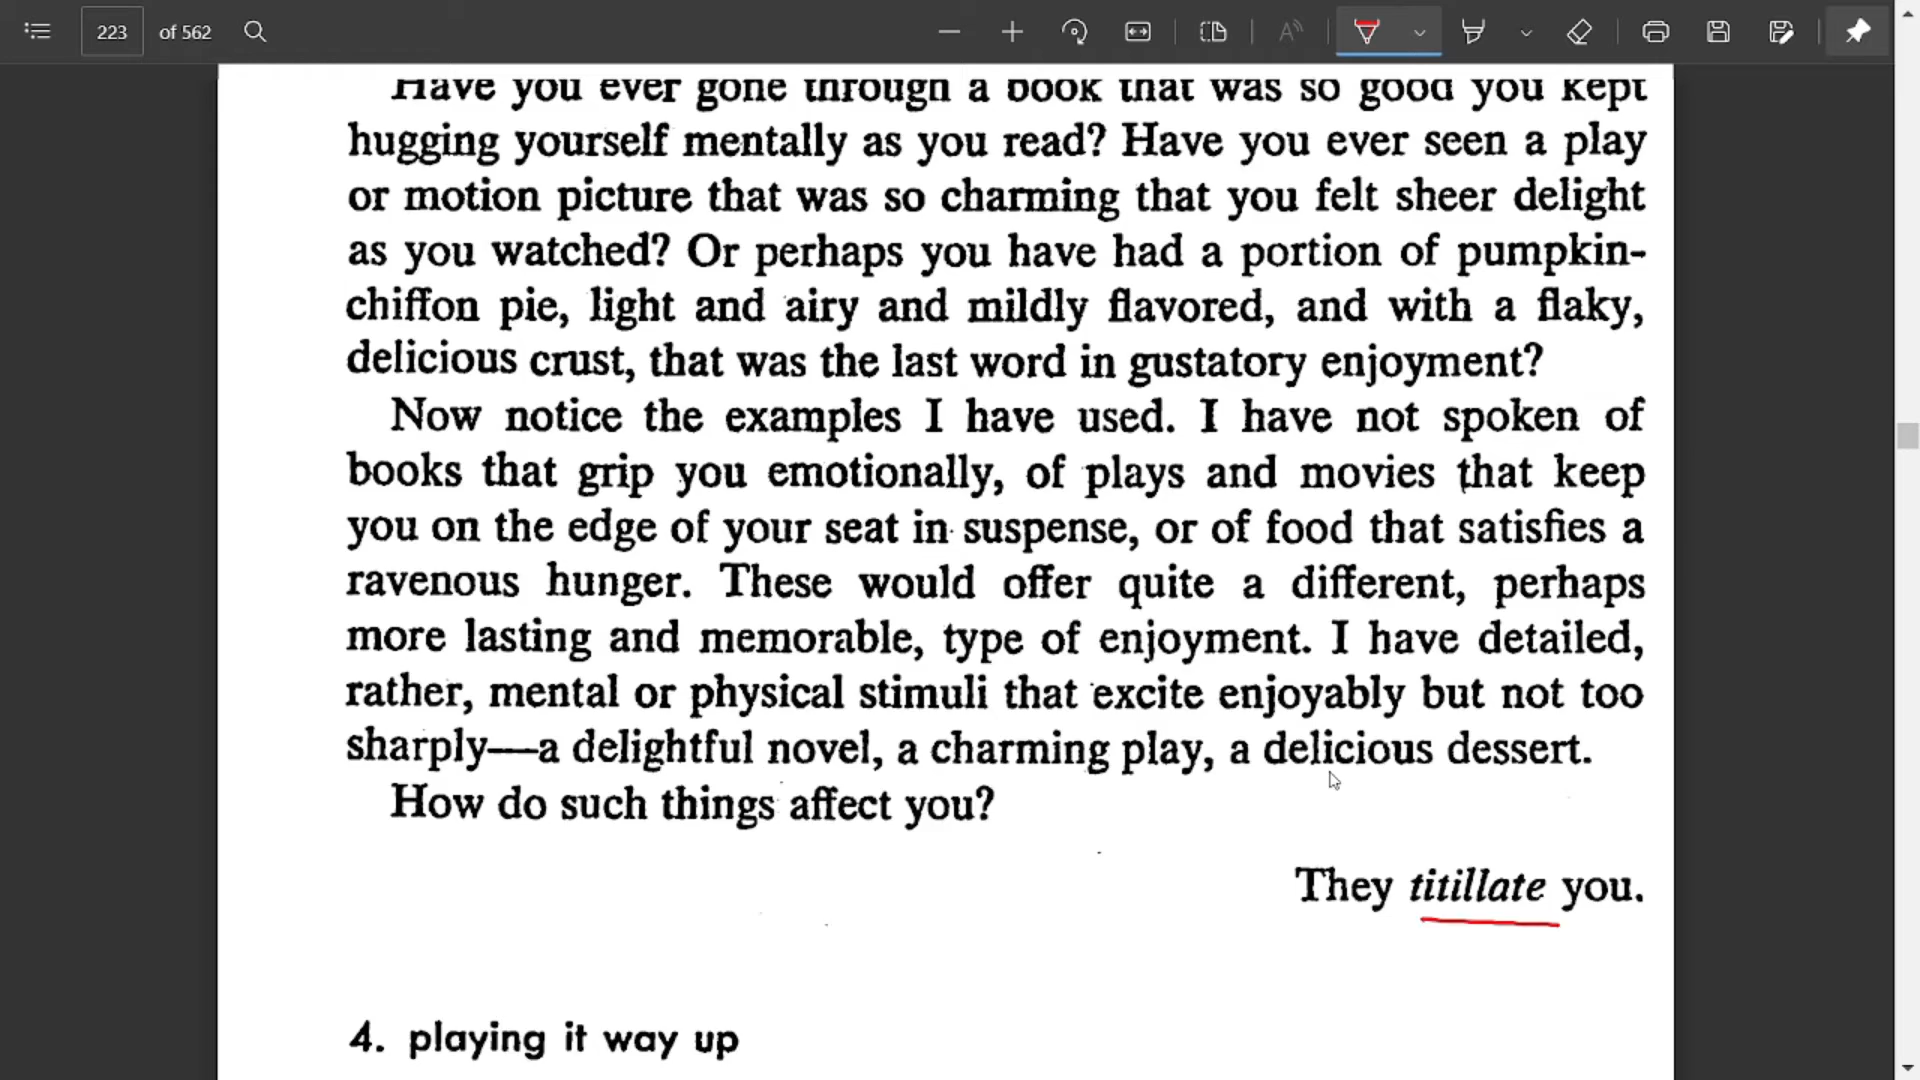 223 of 562
Have you ever gone through a book that was so good you kept
hugging yourself mentally as you read? Have you ever seen a play
or motion picture that was so charming that you felt sheer delight
as you watched? Or perhaps you have had a portion of pumpkin-
chiffon pie, light and airy and mildly flavored, and with a flaky,
delicious crust, that was the last word in gustatory enjoyment?
Now notice the examples I have used. I have not spoken of
books that grip you emotionally, of plays and movies that keep
you on the edge of your seat in suspense, or of food that satisfies a
ravenous hunger. These would offer quite a different, perhaps
more lasting and memorable, type of enjoyment. I have detailed,
rather, mental or physical stimuli that excite enjoyably but not too
sharply—a delightful novel, a charming play, a delicious dessert.
How do such things affect you?
They titillate you.
4. playing it way up